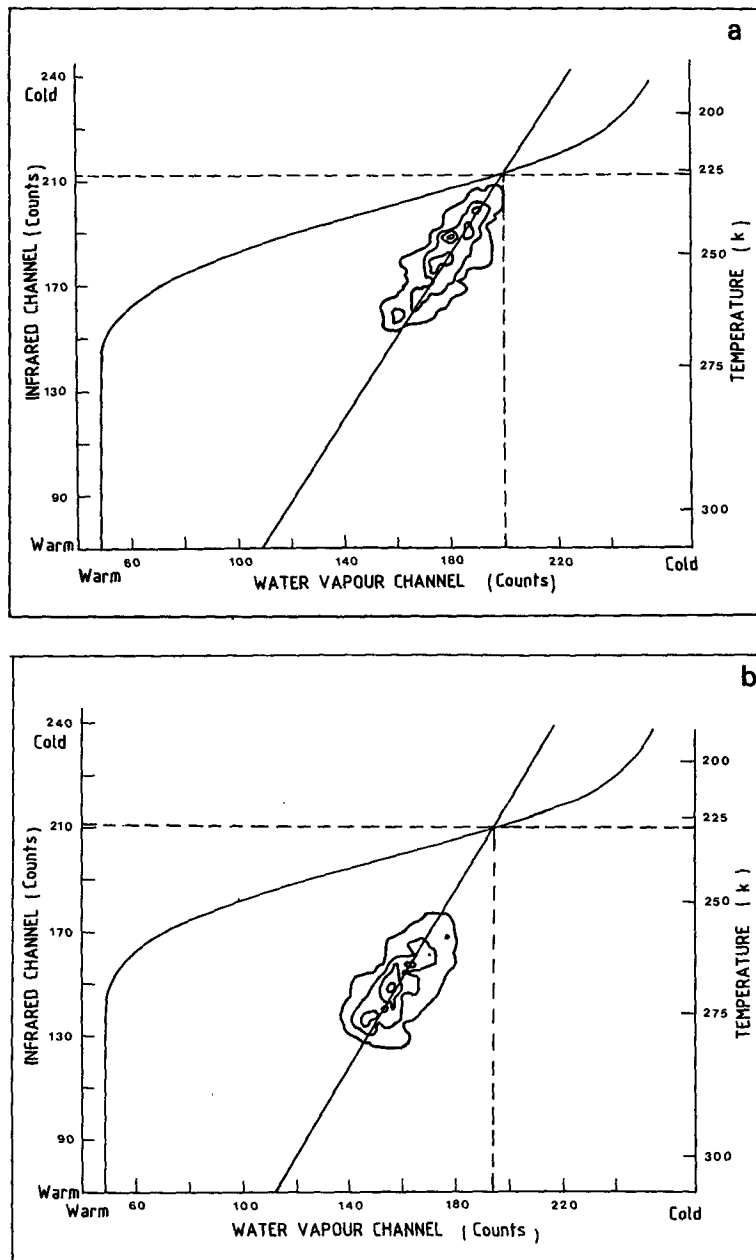 a
240
Cold
210
170
130
90
Warm
INFRARED CHANNEL (Counts)
200
225
250
275
300
TEMPERATURE (k)
60
100
140
180
220
Warm
Cold
WATER VAPOUR CHANNEL (Counts)
b
240
Cold
210
170
130
90
Warm
INFRARED CHANNEL (Counts)
200
225
250
275
300
TEMPERATURE (k)
60
100
140
180
220
Warm
Cold
WATER VAPOUR CHANNEL (Counts)